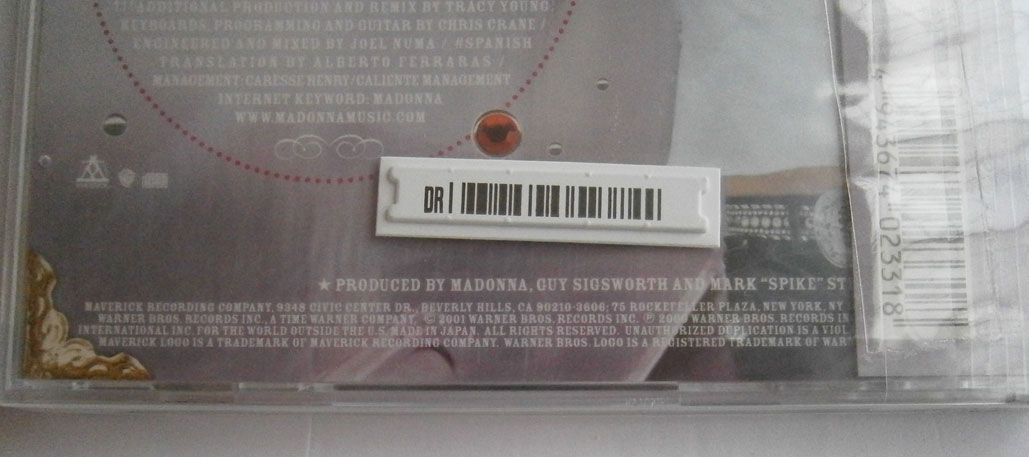 ADDITIONAL PRODUCTION AND REMIX BY TRACY YOUNG.
KEYBOARDS, PROGRAMMING AND GUITAR BY CHRIS CRANE /
ENGINEERED AND MIXED BY JOEL NUMA / #SPANISH
TRANSLATION BY ALBERTO FERRARAS /
MANAGEMENT: CARESSE HENRY/CALIENTE MANAGEMENT
INTERNET KEYWORD: MADONNA
WWW.MADONNAMUSIC.COM
DR
★ PRODUCED BY MADONNA, GUY SIGSWORTH AND MARK "SPIKE" ST
MAVERICK RECORDING COMPANY, 9348 CIVIC CENTER DR., BEVERLY HILLS, CA 90210-3606; 75 ROCKEFELLER PLAZA, NEW YORK, NY
WARNER BROS. RECORDS INC. A TIME WARNER COMPANY. ℗ 2001 WARNER BROS. RECORDS INC. WARNER BROS. RECORDS IN
INTERNATIONAL INC. FOR THE WORLD OUTSIDE THE U.S. MADE IN JAPAN. ALL RIGHTS RESERVED. UNAUTHORIZED DUPLICATION IS A VIOL
MAVERICK LOGO IS A TRADEMARK OF MAVERICK RECORDING COMPANY. WARNER BROS. LOGO IS A REGISTERED TRADEMARK OF WAR
4 943674 023318